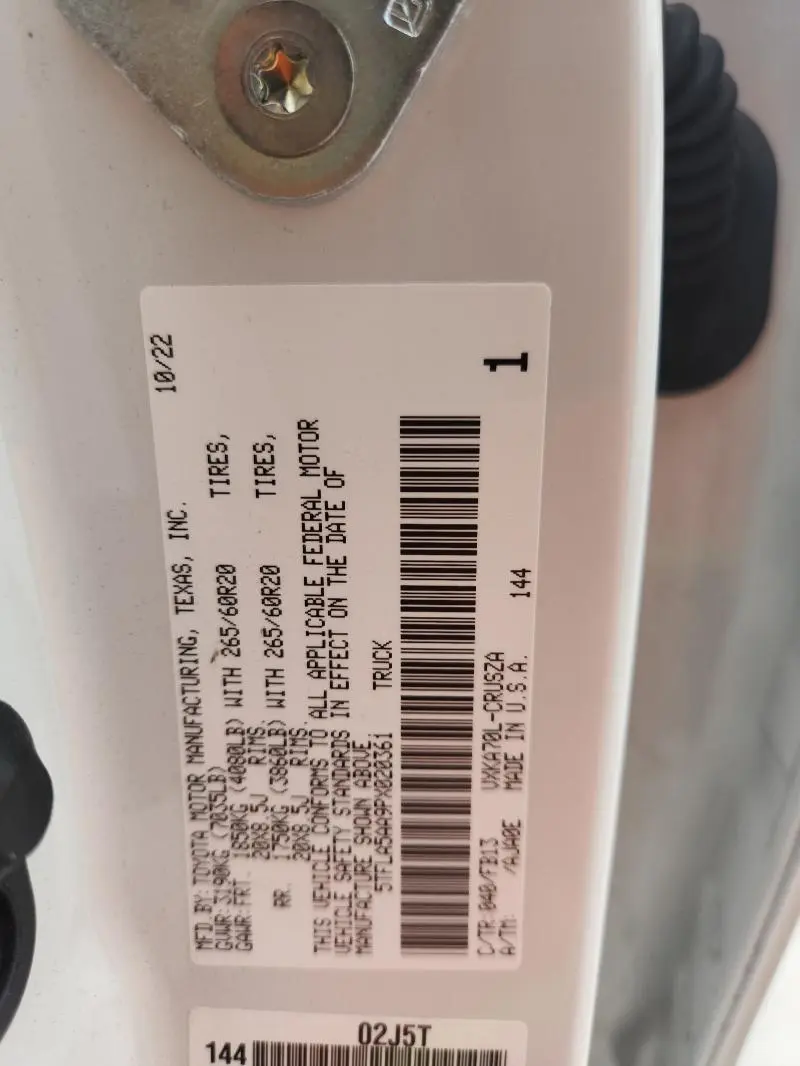 10/22
MFD. BY: TOYOTA MOTOR MANUFACTURING, TEXAS, INC.
GVWR: 3190KG (7035LB)
GAWR: FRT. 1850KG (4080LB) WITH 265/60R20 TIRES,
20X8.5J RIMS.
RR. 1750KG (3860LB) WITH 265/60R20 TIRES,
20X8.5J RIMS.
THIS VEHICLE CONFORMS TO ALL APPLICABLE FEDERAL MOTOR
VEHICLE SAFETY STANDARDS IN EFFECT ON THE DATE OF
MANUFACTURE SHOWN ABOVE
5TFLA5AA9PX020361 TRUCK
1
C/TR: 040/FB13 VXKA70L-CRUSZA 144
A/TM: /AJA0E MADE IN U.S.A.
02J5T
144